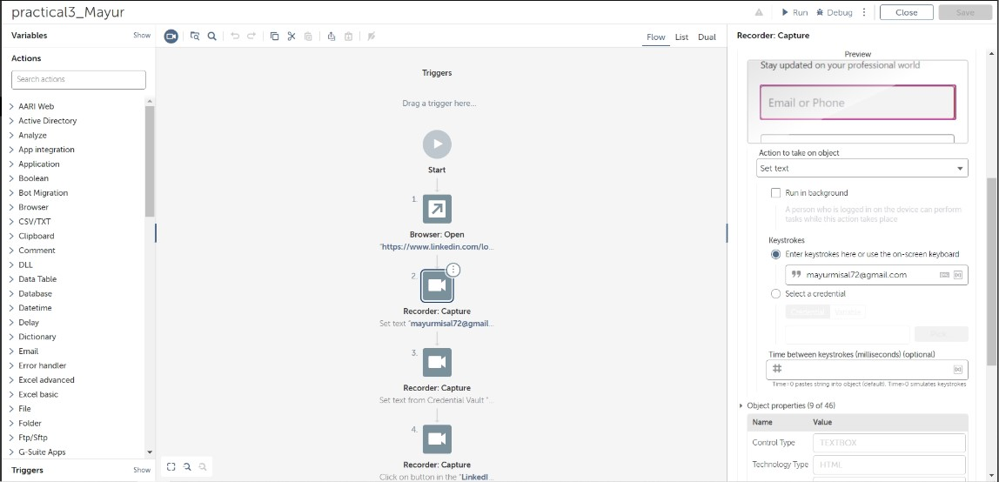 practical3_Mayur
Run
Debug
Close
Save
Variables
Show
Actions
Search actions
AARI Web
Active Directory
Analyze
App integration
Application
Boolean
Bot Migration
Browser
CSV/TXT
Clipboard
Comment
DLL
Data Table
Database
Datetime
Delay
Dictionary
Email
Error handler
Excel advanced
Excel basic
File
Folder
Ftp/Sftp
G-Suite Apps
Triggers
Show
Flow
List
Dual
Triggers
Drag a trigger here...
Start
1.
Browser: Open
"https://www.linkedin.com/lo...
2.
Recorder: Capture
Set text "mayurmisal72@gmail...
3.
Recorder: Capture
Set text from Credential Vault "...
4.
Recorder: Capture
Click on button in the "LinkedI...
Recorder: Capture
Preview
Stay updated on your professional world
Email or Phone
Action to take on object
Set text
Run in background
A person who is logged in on the device can perform
tasks while this action takes place
Keystrokes
Enter keystrokes here or use the on-screen keyboard
mayurmisal72@gmail.com
Select a credential
Credential
Variable
Pick...
Time between keystrokes (milliseconds) (optional)
#
Time=0 pastes string into object (default). Time>0 simulates keystrokes
Object properties (9 of 46)
Name
Value
Control Type
TEXTBOX
Technology Type
HTML